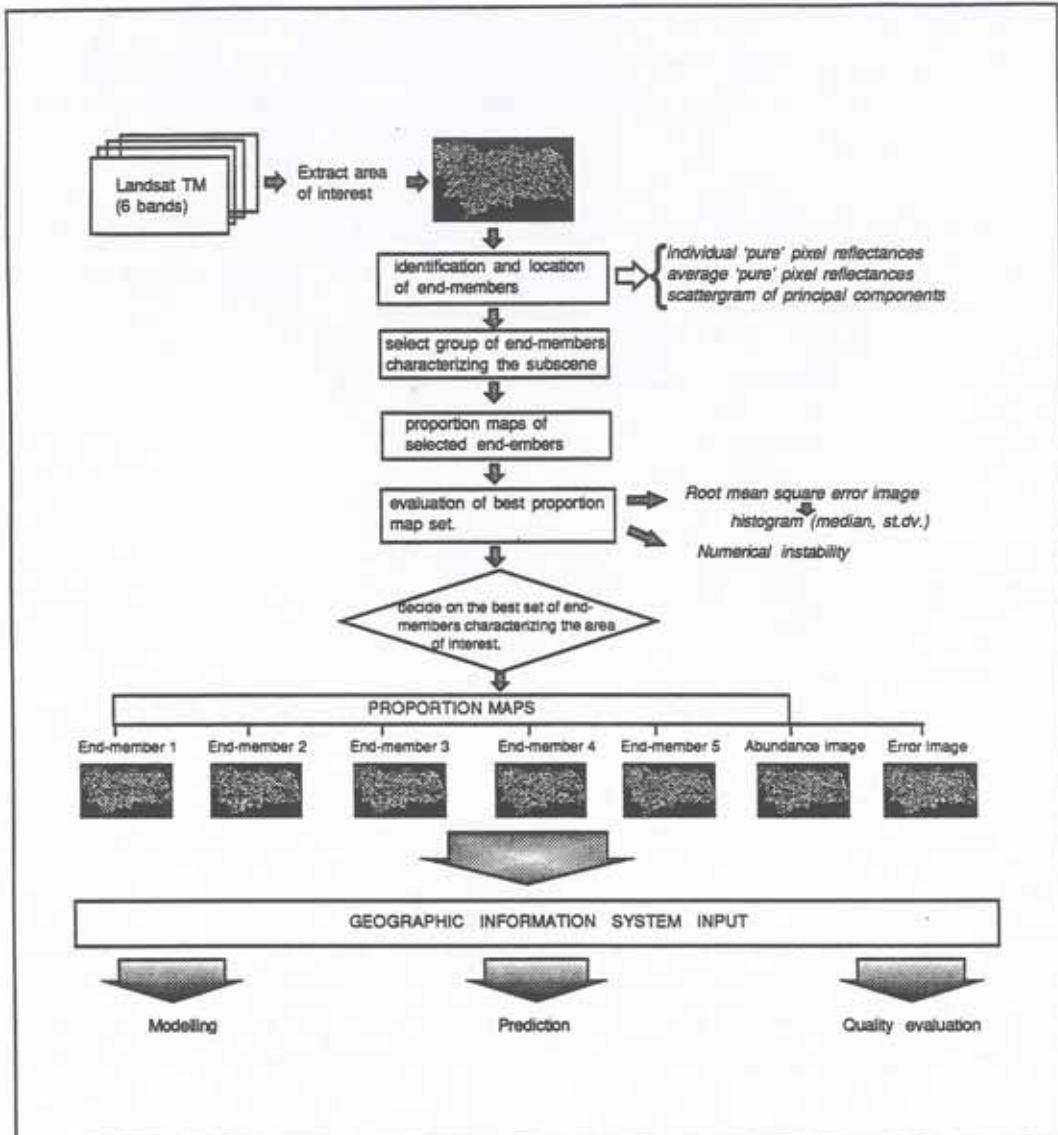 Landsat TM
(6 bands)
Extract area
of interest
identification and location
of end-members
individual 'pure' pixel reflectances
average 'pure' pixel reflectances
scattergram of principal components
select group of end-members
characterizing the subscene
proportion maps of
selected end-embers
evaluation of best proportion
map set.
Root mean square error image
histogram (median, st.dv.)
Numerical instability
decide on the best set of end-
members characterizing the area
of interest.
PROPORTION MAPS
End-member 1
End-member 2
End-member 3
End-member 4
End-member 5
Abundance image
Error Image
GEOGRAPHIC INFORMATION SYSTEM INPUT
Modelling
Prediction
Quality evaluation